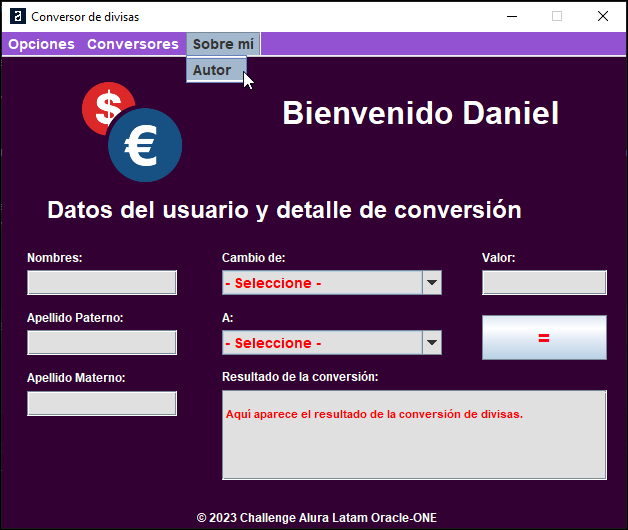 Conversor de divisas
Opciones Conversores Sobre mí
Autor
$
€
Bienvenido Daniel
Datos del usuario y detalle de conversión
Nombres: Cambio de: Valor:
- Seleccione -
Apellido Paterno: A:
- Seleccione - =
Apellido Materno: Resultado de la conversión:
Aquí aparece el resultado de la conversión de divisas.
© 2023 Challenge Alura Latam Oracle-ONE